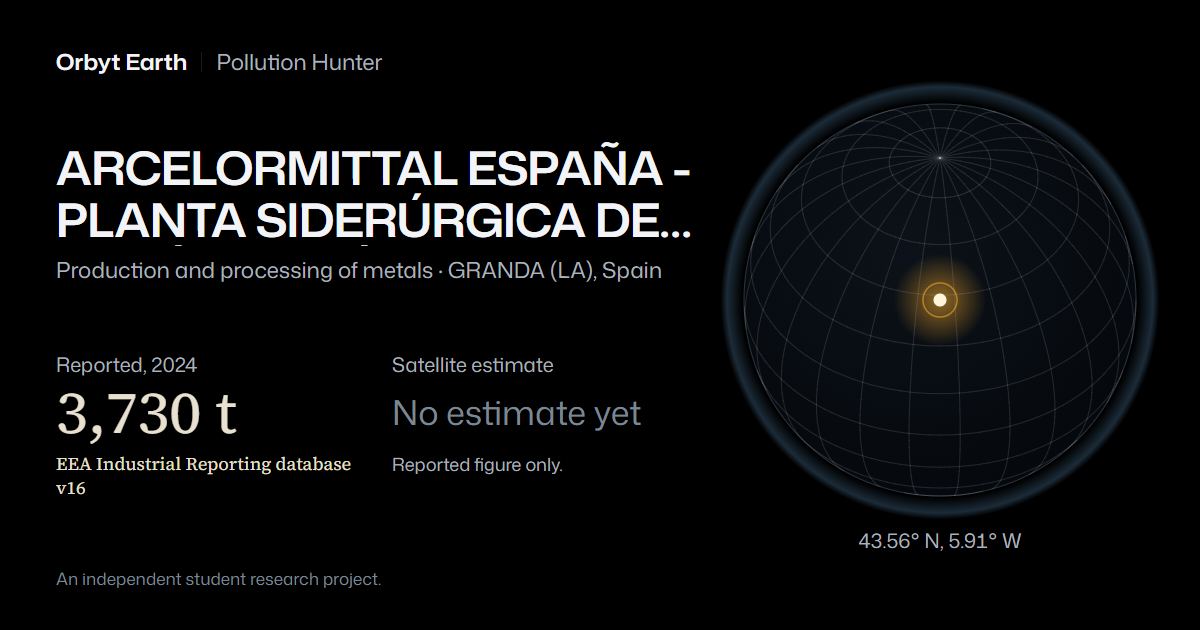 Orbyt Earth | Pollution Hunter
ARCELORMITTAL ESPAÑA -
PLANTA SIDERÚRGICA DE...
Production and processing of metals · GRANDA (LA), Spain
Reported, 2024
3,730 t
EEA Industrial Reporting database
v16
Satellite estimate
No estimate yet
Reported figure only.
43.56° N, 5.91° W
An independent student research project.